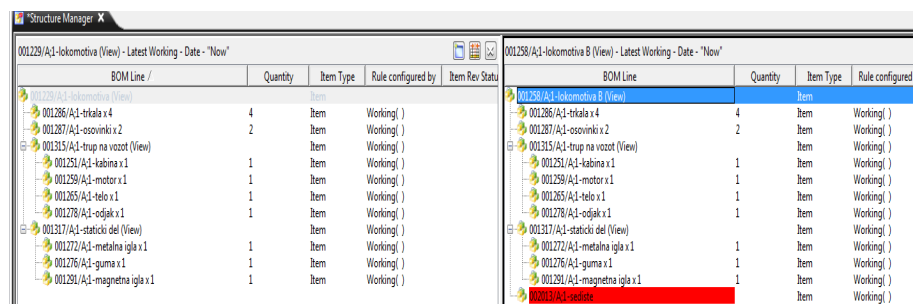 *Structure Manager X
001229/A;1-lokomotiva (View) - Latest Working - Date - "Now"
BOM Line / Quantity Item Type Rule configured by Item Rev Statu
001229/A;1-lokomotiva (View) Item
001286/A;1-trkala x 4 4 Item Working( )
001287/A;1-osovinki x 2 2 Item Working( )
001315/A;1-trup na vozot (View) Item Working( )
001251/A;1-kabina x 1 1 Item Working( )
001259/A;1-motor x 1 1 Item Working( )
001265/A;1-telo x 1 1 Item Working( )
001278/A;1-odjak x 1 1 Item Working( )
001317/A;1-staticki del (View) Item Working( )
001272/A;1-metalna igla x 1 1 Item Working( )
001276/A;1-guma x 1 1 Item Working( )
001291/A;1-magnetna igla x 1 1 Item Working( )
001258/A;1-lokomotiva B (View) - Latest Working - Date - "Now"
BOM Line Quantity Item Type Rule configured
001258/A;1-lokomotiva B (View) Item
001286/A;1-trkala x 4 4 Item Working( )
001287/A;1-osovinki x 2 2 Item Working( )
001315/A;1-trup na vozot (View) Item Working( )
001251/A;1-kabina x 1 1 Item Working( )
001259/A;1-motor x 1 1 Item Working( )
001265/A;1-telo x 1 1 Item Working( )
001278/A;1-odjak x 1 1 Item Working( )
001317/A;1-staticki del (View) Item Working( )
001272/A;1-metalna igla x 1 1 Item Working( )
001276/A;1-guma x 1 1 Item Working( )
001291/A;1-magnetna igla x 1 1 Item Working( )
002013/A;1-sediste Item Working( )